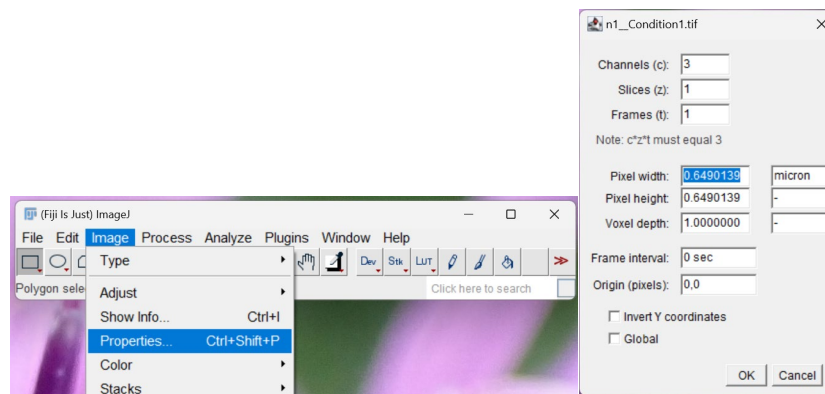 (Fiji Is Just) ImageJ
File Edit Image Process Analyze Plugins Window Help
Dev Stk LUT
Polygon sele
Click here to search
Type
Adjust
Show Info... Ctrl+I
Properties... Ctrl+Shift+P
Color
Stacks
n1__Condition1.tif
Channels (c): 3
Slices (z): 1
Frames (t): 1
Note: c*z*t must equal 3
Pixel width: 0.6490139 micron
Pixel height: 0.6490139 -
Voxel depth: 1.0000000 -
Frame interval: 0 sec
Origin (pixels): 0,0
Invert Y coordinates
Global
OK Cancel